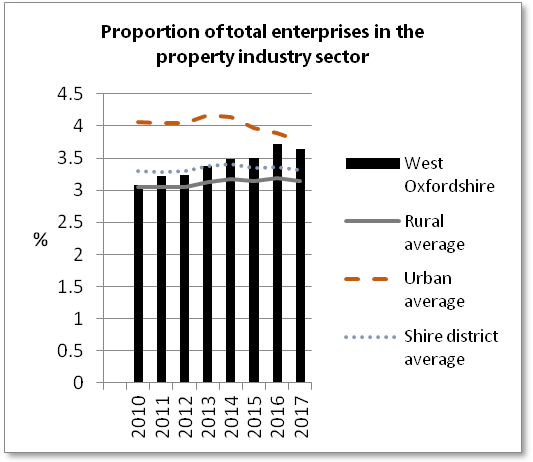 Proportion of total enterprises in the
property industry sector
4.5
4
3.5
3
2.5
2
1.5
1
0.5
0
%
2010
2011
2012
2013
2014
2015
2016
2017
West
Oxfordshire
Rural
average
Urban
average
Shire district
average